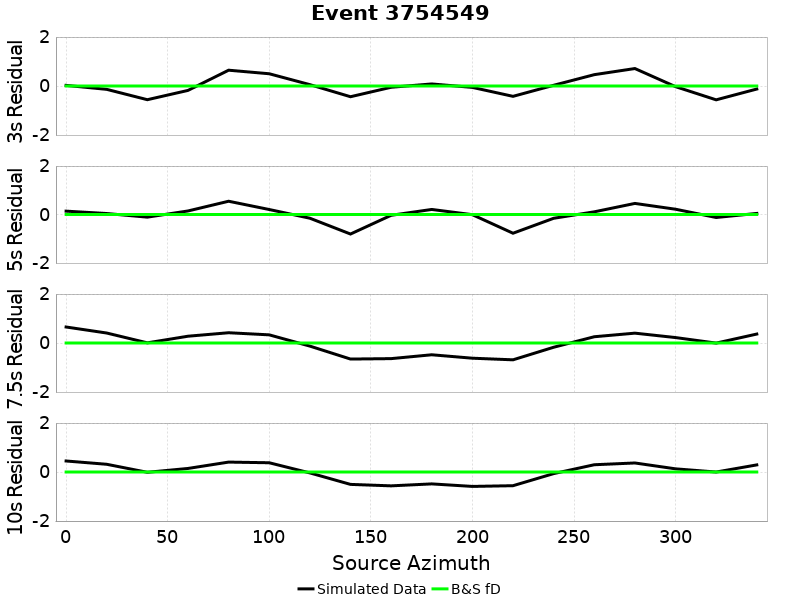 Event 3754549
3s Residual
2
0
-2
5s Residual
2
0
-2
7.5s Residual
2
0
-2
10s Residual
2
0
-2
0 50 100 150 200 250 300
Source Azimuth
Simulated Data B&S fD